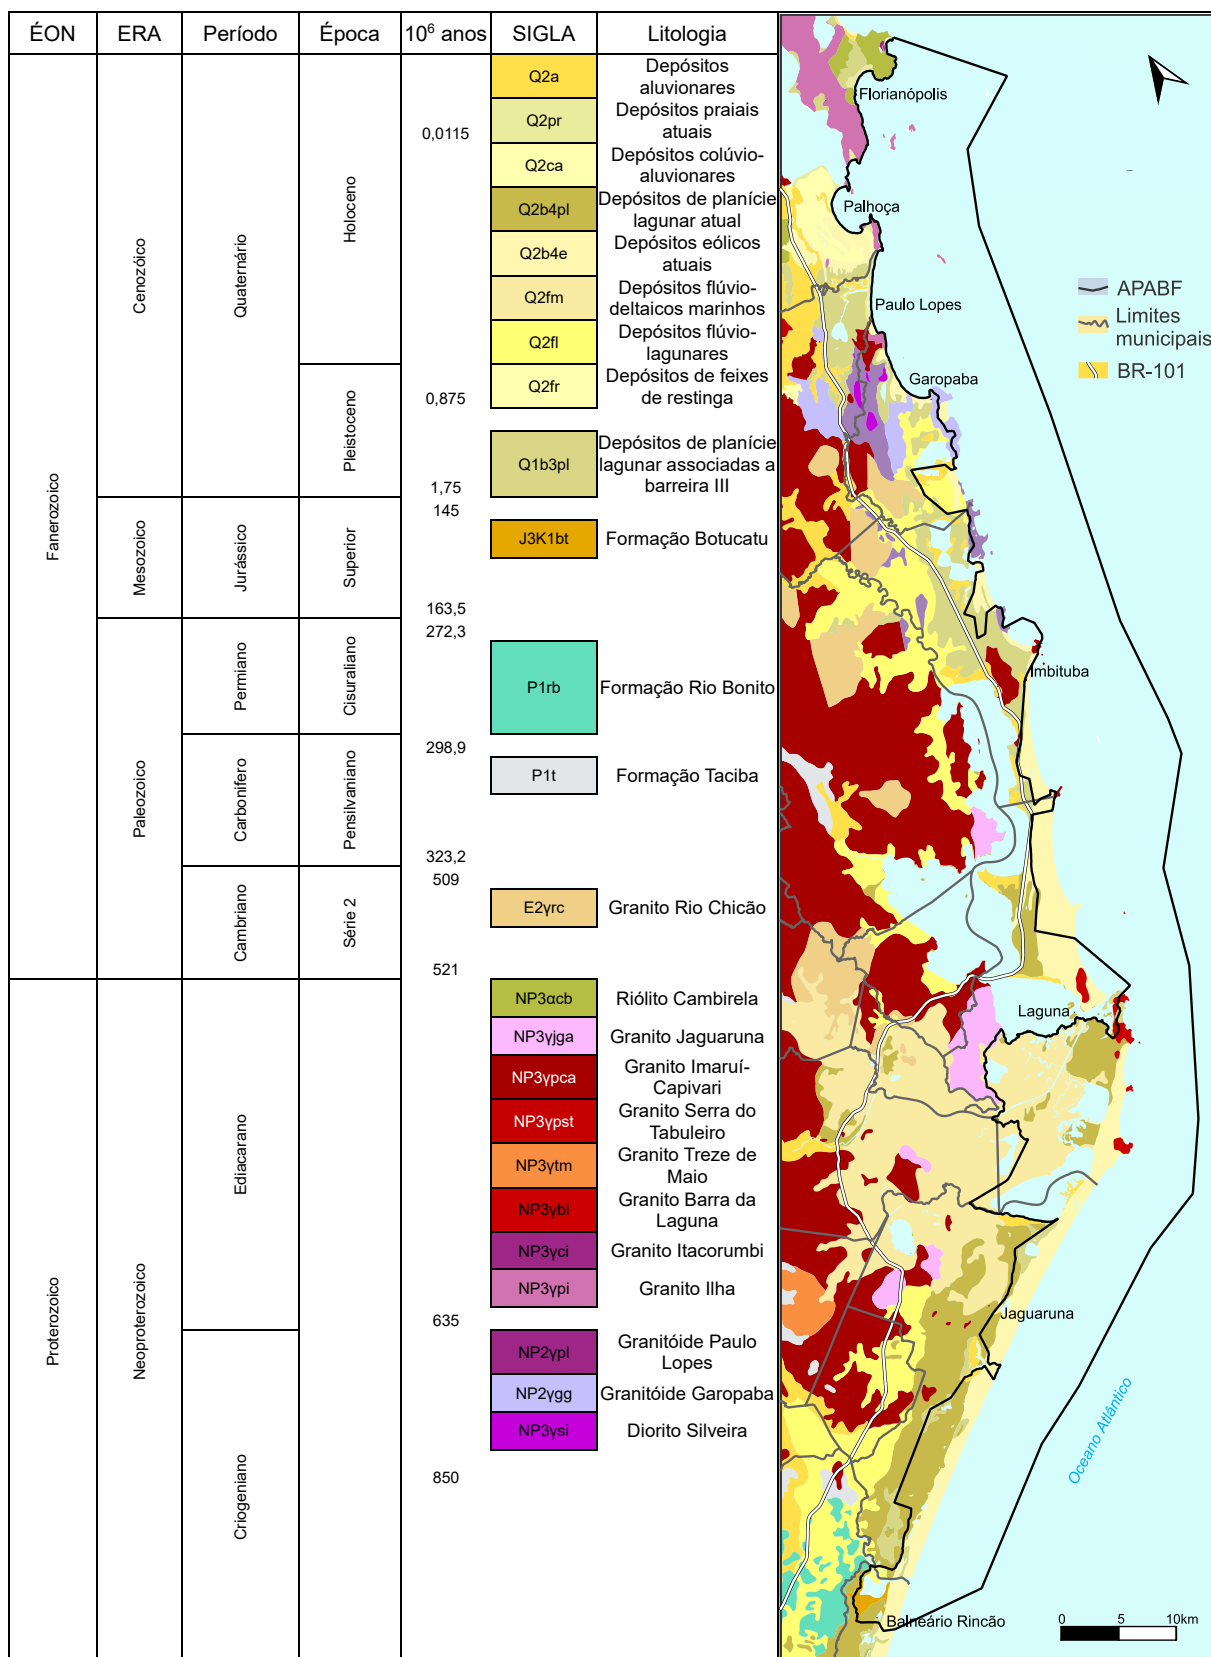 ÉON ERA Período Época 10⁶ anos SIGLA Litologia
Fanerozoico
Proterozoico
Cenozóico
Mesozoico
Paleozoico
Neoproterozoico
Quaternário
Jurássico
Permiano
Carbonífero
Cambriano
Ediacarano
Criogeniano
Holoceno
Pleistoceno
Superior
Cisuraliano
Pensilvaniano
Série 2
0,0115
0,875
1,75
145
163,5
272,3
298,9
323,2
509
521
635
850
Q2a Depósitos
aluvionares
Q2pr Depósitos praiais
atuais
Q2ca Depósitos colúvio-
aluvionares
Q2b4pl Depósitos de planície
lagunar atual
Q2b4e Depósitos eólicos
atuais
Q2fm Depósitos flúvio-
deltaicos marinhos
Q2fl Depósitos flúvio-
lagunares
Q2fr Depósitos de feixes
de restinga
Q1b3pl Depósitos de planície
lagunar associadas a
barreira III
J3K1bt Formação Botucatu
P1rb Formação Rio Bonito
P1t Formação Taciba
E2γrc Granito Rio Chicão
NP3αcb Riólito Cambirela
NP3γjga Granito Jaguaruna
NP3γpca Granito Imaruí-
Capivari
NP3γpst Granito Serra do
Tabuleiro
NP3γtm Granito Treze de
Maio
NP3γbl Granito Barra da
Laguna
NP3γci Granito Itacorumbi
NP3γpi Granito Ilha
NP2γpl Granitóide Paulo
Lopes
NP2γgg Granitóide Garopaba
NP3γsi Diorito Silveira
Florianópolis
Palhoça
Paulo Lopes
Garopaba
Imbituba
Laguna
Jaguaruna
Balneário Rincão
Oceano Atlântico
APABF
Limites
municipais
BR-101
0 5 10km